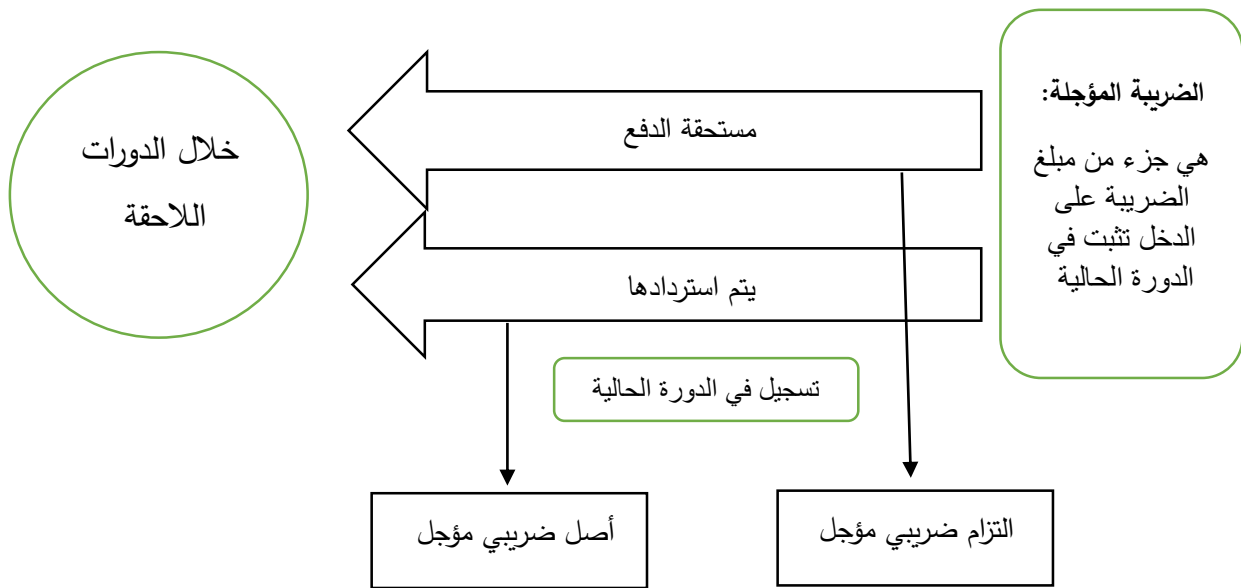 الضريبة المؤجلة:
هي جزء من مبلغ
الضريبة على
الدخل تثبت في
الدورة الحالية
مستحقة الدفع
يتم استردادها
خلال الدورات
اللاحقة
تسجيل في الدورة الحالية
التزام ضريبي مؤجل
أصل ضريبي مؤجل